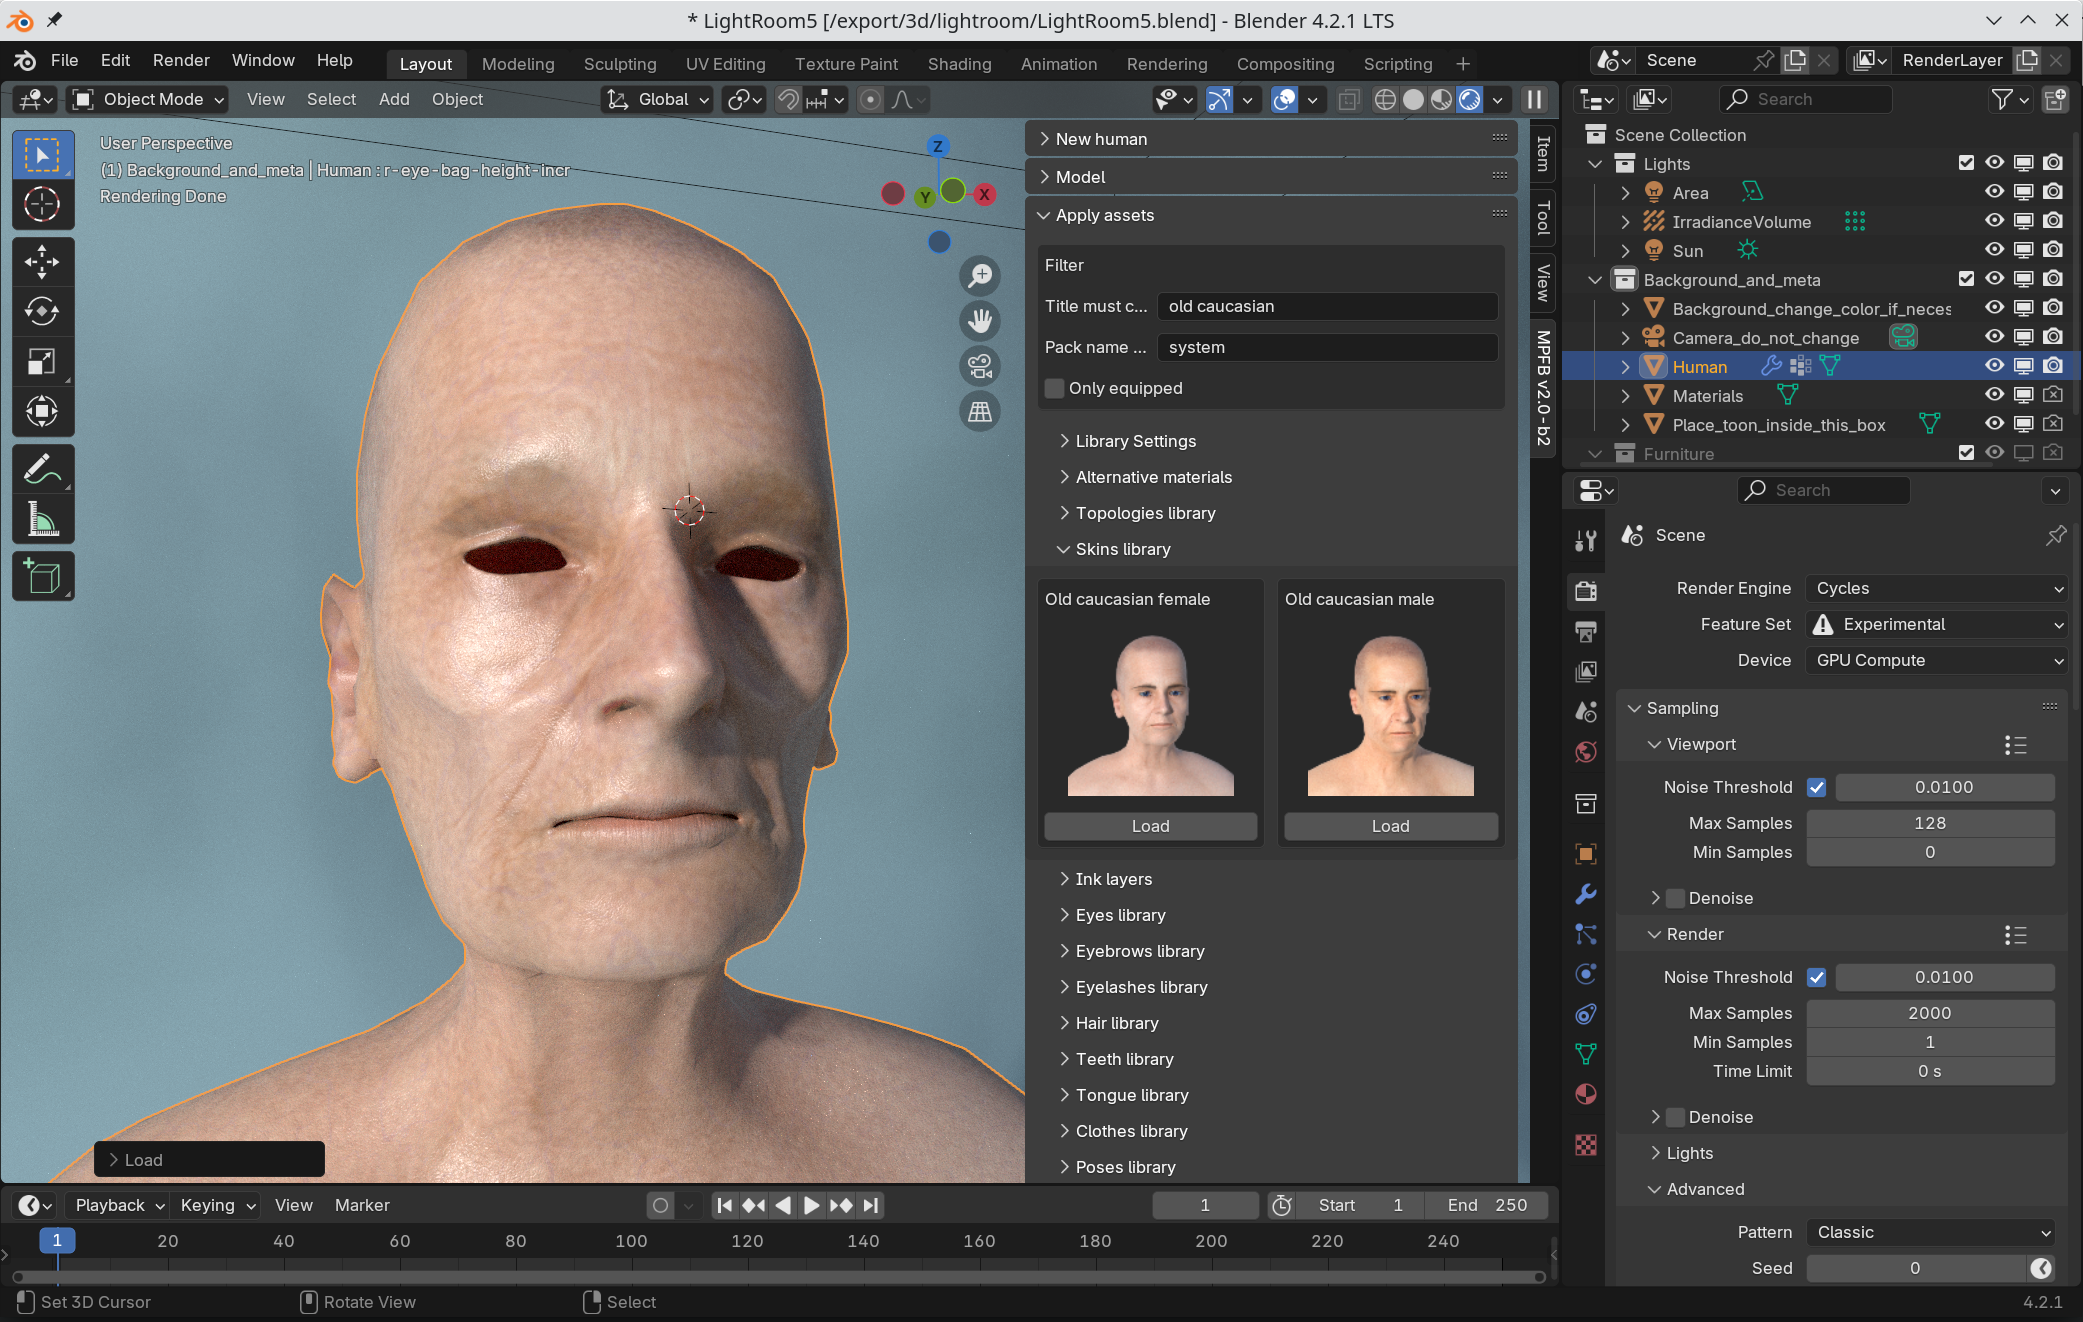 * LightRoom5 [/export/3d/lightroom/LightRoom5.blend] - Blender 4.2.1 LTS
File Edit Render Window Help Layout Modeling Sculpting UV Editing Texture Paint Shading Animation Rendering Compositing Scripting + Scene RenderLayer
Object Mode View Select Add Object Global Search
User Perspective
(1) Background_and_meta | Human : r-eye-bag-height-incr
Rendering Done
Z
Y
X
New human
Model
Apply assets
Filter
Title must c... old caucasian
Pack name ... system
Only equipped
Library Settings
Alternative materials
Topologies library
Skins library
Old caucasian female Old caucasian male
Load Load
Ink layers
Eyes library
Eyebrows library
Eyelashes library
Hair library
Teeth library
Tongue library
Clothes library
Poses library
Load
Item
Tool
View
MPFB v2.0-b2
Scene Collection
Lights
Area
IrradianceVolume
Sun
Background_and_meta
Background_change_color_if_neces
Camera_do_not_change
Human
Materials
Place_toon_inside_this_box
Furniture
Search
Scene
Render Engine Cycles
Feature Set Experimental
Device GPU Compute
Sampling
Viewport
Noise Threshold 0.0100
Max Samples 128
Min Samples 0
Denoise
Render
Noise Threshold 0.0100
Max Samples 2000
Min Samples 1
Time Limit 0 s
Denoise
Lights
Advanced
Pattern Classic
Seed 0
Playback Keying View Marker 1 Start 1 End 250
1 20 40 60 80 100 120 140 160 180 200 220 240
Set 3D Cursor Rotate View Select 4.2.1